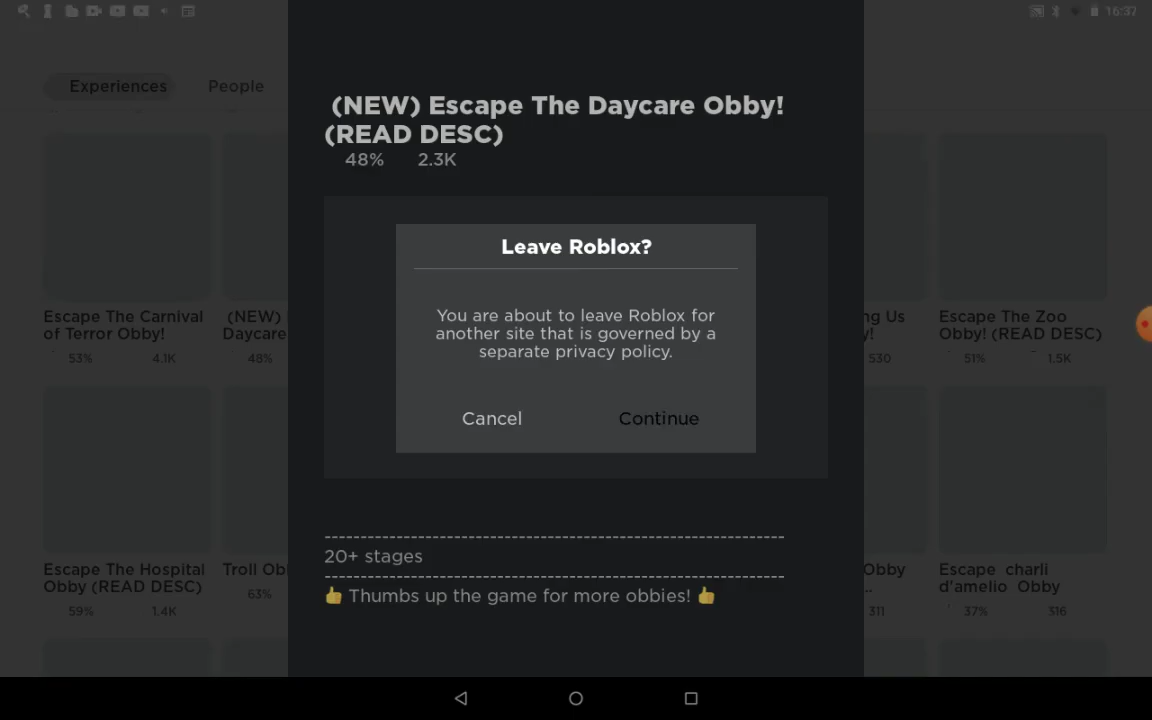 16:37
Experiences People
(NEW) Escape The Daycare Obby!
(READ DESC)
48% 2.3K
Leave Roblox?
You are about to leave Roblox for
another site that is governed by a
separate privacy policy.
Cancel Continue
Escape The Carnival
of Terror Obby!
53% 4.1K
(NEW)
Daycare
48%
ng Us
y!
530
Escape The Zoo
Obby! (READ DESC)
51% 1.5K
--------------------------------------------------------------
20+ stages
--------------------------------------------------------------
👍 Thumbs up the game for more obbies! 👍
Escape The Hospital
Obby (READ DESC)
59% 1.4K
Troll Ob
63%
Obby
..
311
Escape charli
d'amelio Obby
37% 316